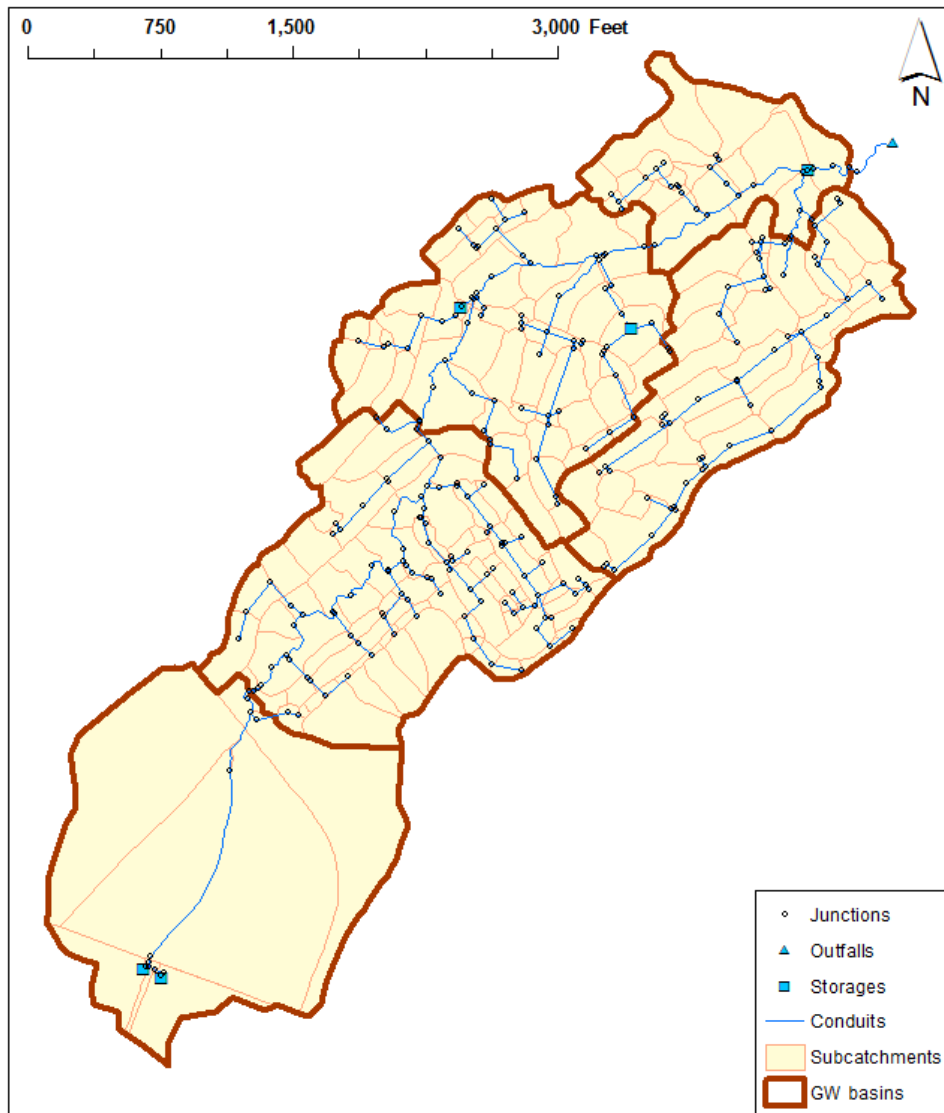 0 750 1,500 3,000 Feet
N
Junctions
Outfalls
Storages
Conduits
Subcatchments
GW basins